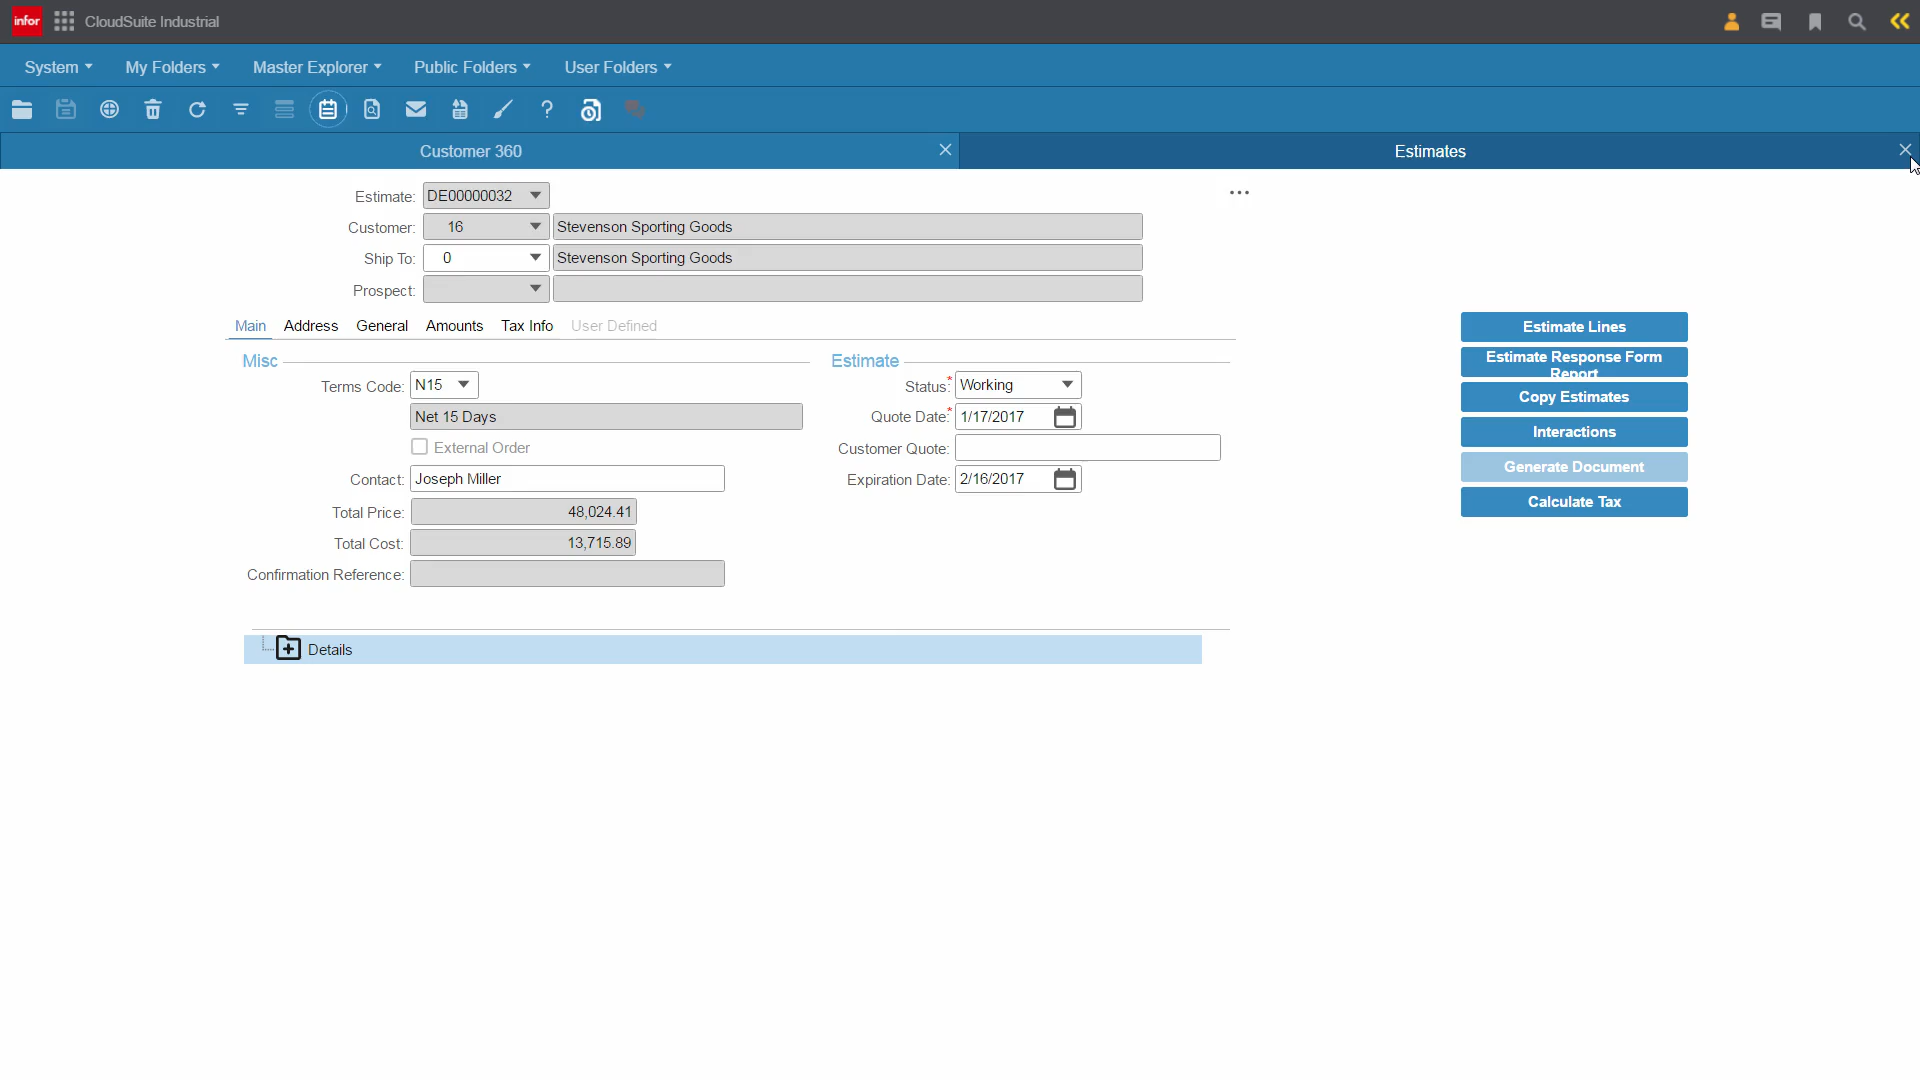 infor CloudSuite Industrial
System My Folders Master Explorer Public Folders User Folders
Customer 360 Estimates
Estimate: DE00000032
Customer: 16 Stevenson Sporting Goods
Ship To: 0 Stevenson Sporting Goods
Prospect:
Main Address General Amounts Tax Info User Defined
Misc
Terms Code: N15
Net 15 Days
External Order
Contact: Joseph Miller
Total Price: 48,024.41
Total Cost: 13,715.89
Confirmation Reference:
Estimate
Status:* Working
Quote Date:* 1/17/2017
Customer Quote:
Expiration Date: 2/16/2017
Estimate Lines
Estimate Response Form
Report
Copy Estimates
Interactions
Generate Document
Calculate Tax
Details